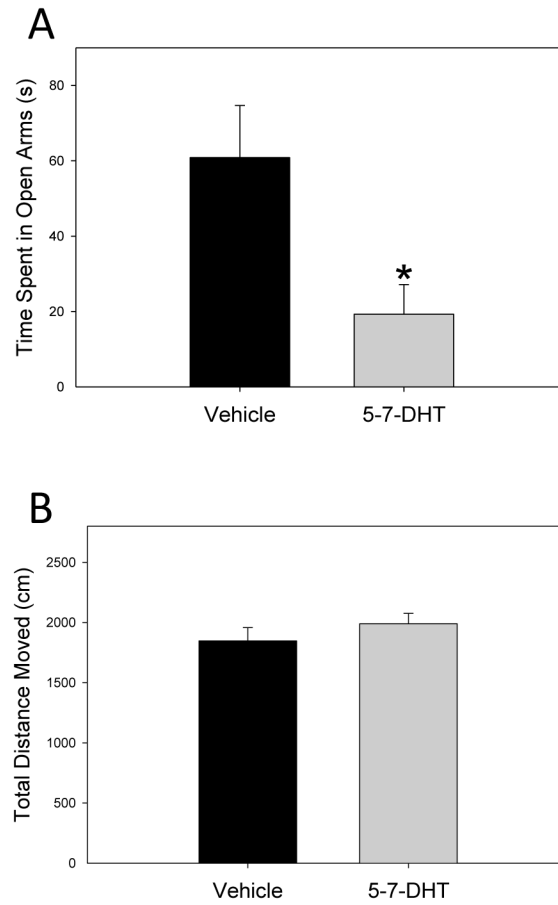 A
Time Spent in Open Arms (s)
80
60
40
20
0
*
Vehicle 5-7-DHT
B
Total Distance Moved (cm)
2500
2000
1500
1000
500
0
Vehicle 5-7-DHT